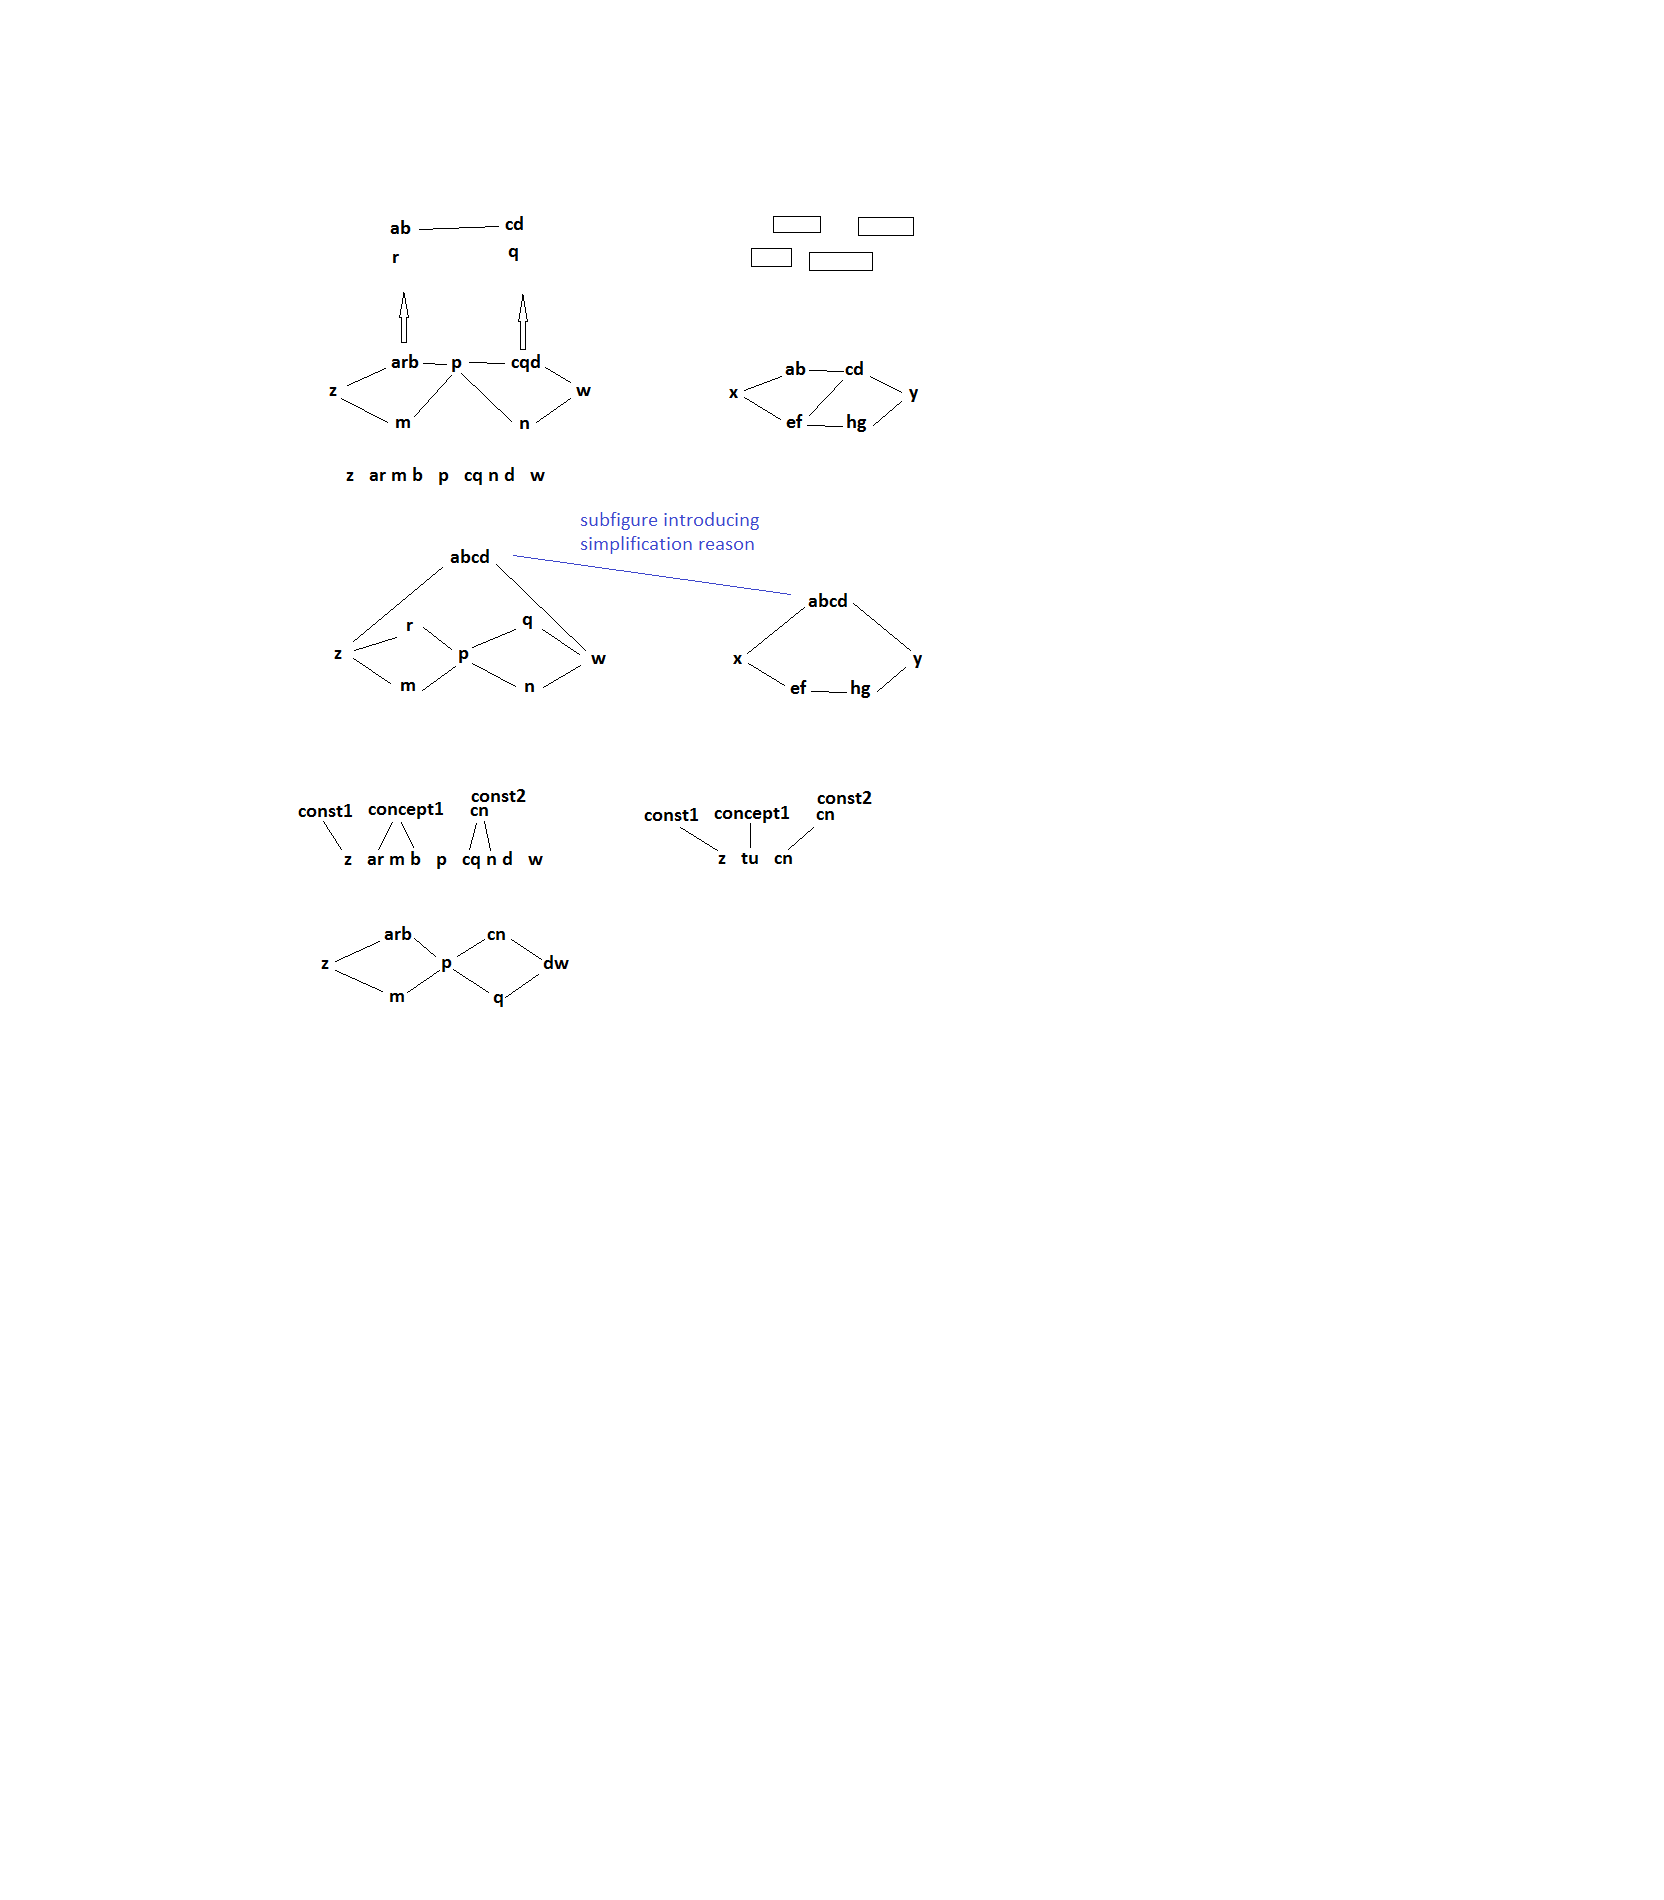 ab cd
r q
arb p cqd
z w
m n
z ar m b p cq n d w
ab cd
x y
ef hg
subfigure introducing
simplification reason
abcd
r q
z p w
m n
abcd
x y
ef hg
const2
const1 concept1 cn
z ar m b p cq n d w
const2
const1 concept1 cn
z tu cn
arb cn
z p dw
m q